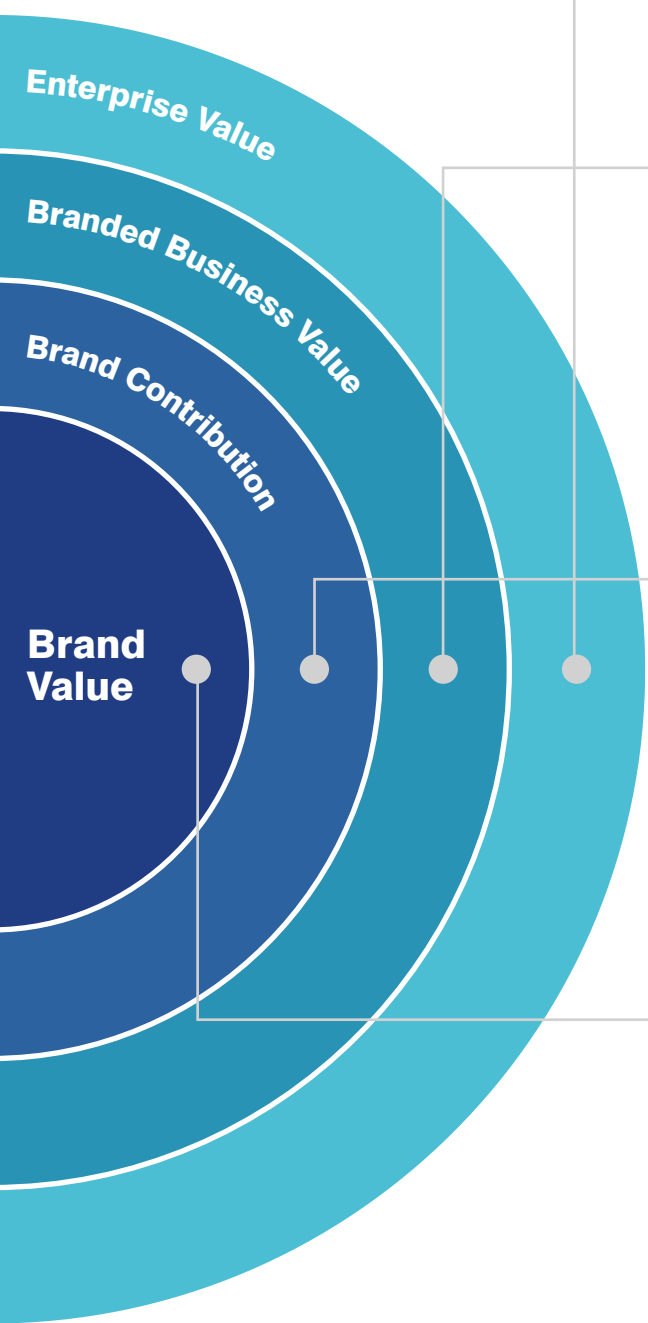 Enterprise Value
Branded Business Value
Brand Contribution
Brand
Value